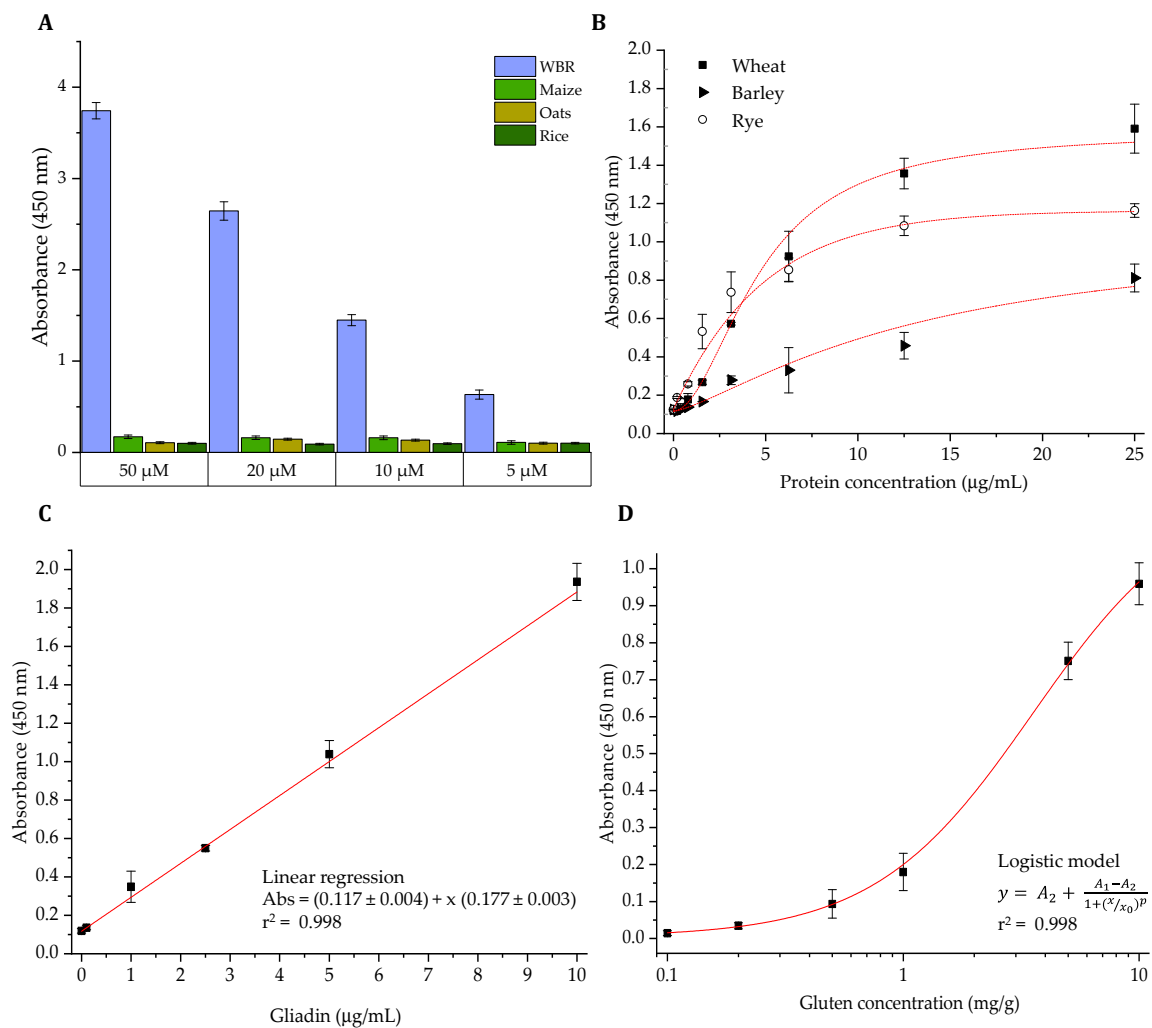 A
Absorbance (450 nm)
4
3
2
1
0
WBR
Maize
Oats
Rice
50 µM 20 µM 10 µM 5 µM
B
Absorbance (450 nm)
2.0
1.8
1.6
1.4
1.2
1.0
0.8
0.6
0.4
0.2
0.0
Wheat
Barley
Rye
0 5 10 15 20 25
Protein concentration (µg/mL)
C
Absorbance (450 nm)
2.0
1.8
1.6
1.4
1.2
1.0
0.8
0.6
0.4
0.2
0.0
Linear regression
Abs = (0.117 ± 0.004) + x (0.177 ± 0.003)
r² = 0.998
0 1 2 3 4 5 6 7 8 9 10
Gliadin (µg/mL)
D
Absorbance (450 nm)
1.0
0.9
0.8
0.7
0.6
0.5
0.4
0.3
0.2
0.1
0.0
Logistic model
y = A₂ + (A₁−A₂)/(1+(x/x₀)ᵖ)
r² = 0.998
0.1 1 10
Gluten concentration (mg/g)